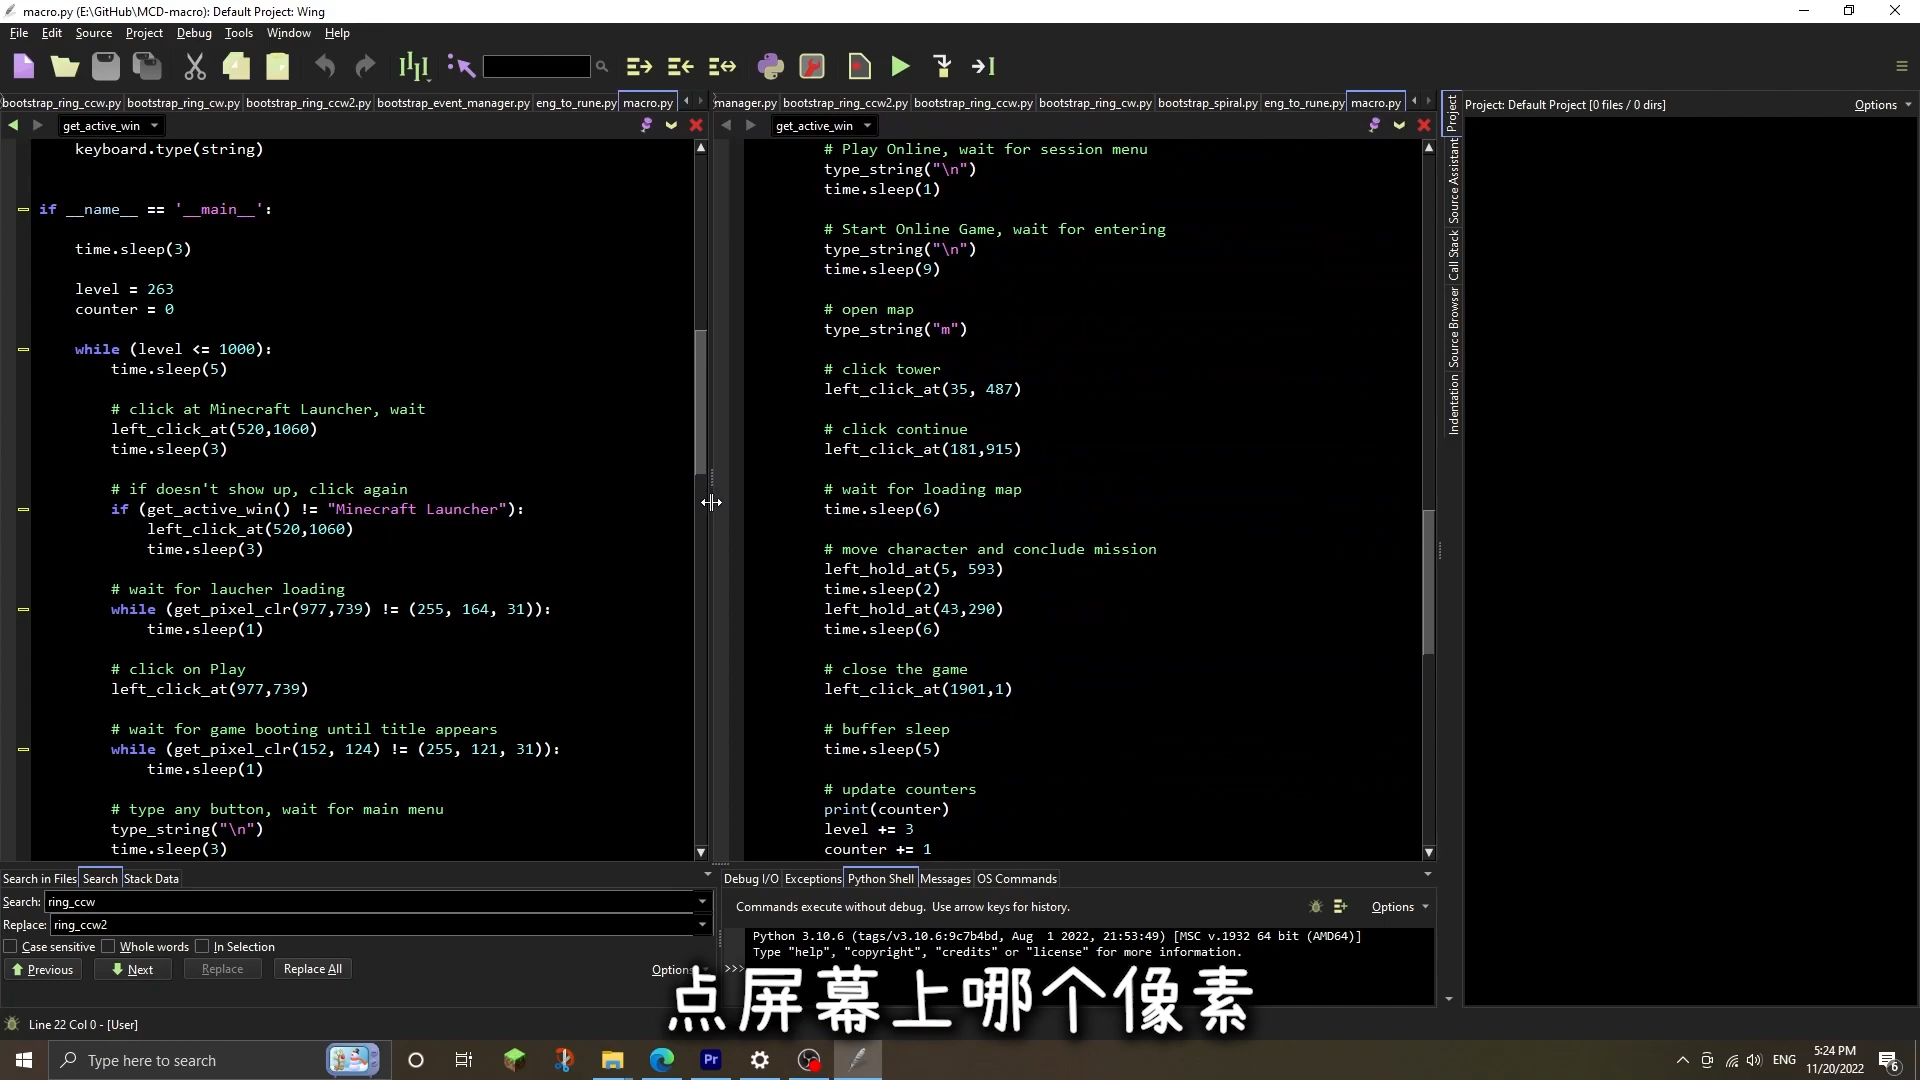 macro.py (E:\GitHub\MCD-macro): Default Project: Wing
File Edit Source Project Debug Tools Window Help
bootstrap_ring_ccw.py bootstrap_ring_cw.py bootstrap_ring_ccw2.py bootstrap_event_manager.py eng_to_rune.py macro.py
get_active_win
keyboard.type(string)
if __name__ == '__main__':
time.sleep(3)
level = 263
counter = 0
while (level <= 1000):
time.sleep(5)
# click at Minecraft Launcher, wait
left_click_at(520,1060)
time.sleep(3)
# if doesn't show up, click again
if (get_active_win() != "Minecraft Launcher"):
left_click_at(520,1060)
time.sleep(3)
# wait for laucher loading
while (get_pixel_clr(977,739) != (255, 164, 31)):
time.sleep(1)
# click on Play
left_click_at(977,739)
# wait for game booting until title appears
while (get_pixel_clr(152, 124) != (255, 121, 31)):
time.sleep(1)
# type any button, wait for main menu
type_string("\n")
time.sleep(3)
manager.py bootstrap_ring_ccw2.py bootstrap_ring_ccw.py bootstrap_ring_cw.py bootstrap_spiral.py eng_to_rune.py macro.py
get_active_win
# Play Online, wait for session menu
type_string("\n")
time.sleep(1)
# Start Online Game, wait for entering
type_string("\n")
time.sleep(9)
# open map
type_string("m")
# click tower
left_click_at(35, 487)
# click continue
left_click_at(181,915)
# wait for loading map
time.sleep(6)
# move character and conclude mission
left_hold_at(5, 593)
time.sleep(2)
left_hold_at(43,290)
time.sleep(6)
# close the game
left_click_at(1901,1)
# buffer sleep
time.sleep(5)
# update counters
print(counter)
level += 3
counter += 1
Project
Source Assistant
Call Stack
Source Browser
Indentation
Project: Default Project [0 files / 0 dirs] Options
Search in Files Search Stack Data
Search: ring_ccw
Replace: ring_ccw2
Case sensitive Whole words In Selection
Previous Next Replace Replace All Options
Debug I/O Exceptions Python Shell Messages OS Commands
Commands execute without debug. Use arrow keys for history. Options
Python 3.10.6 (tags/v3.10.6:9c7b4bd, Aug 1 2022, 21:53:49) [MSC v.1932 64 bit (AMD64)]
Type "help", "copyright", "credits" or "license" for more information.
>>>
点屏幕上哪个像素
Line 22 Col 0 - [User]
Type here to search
Pr
ENG
5:24 PM
11/20/2022
6